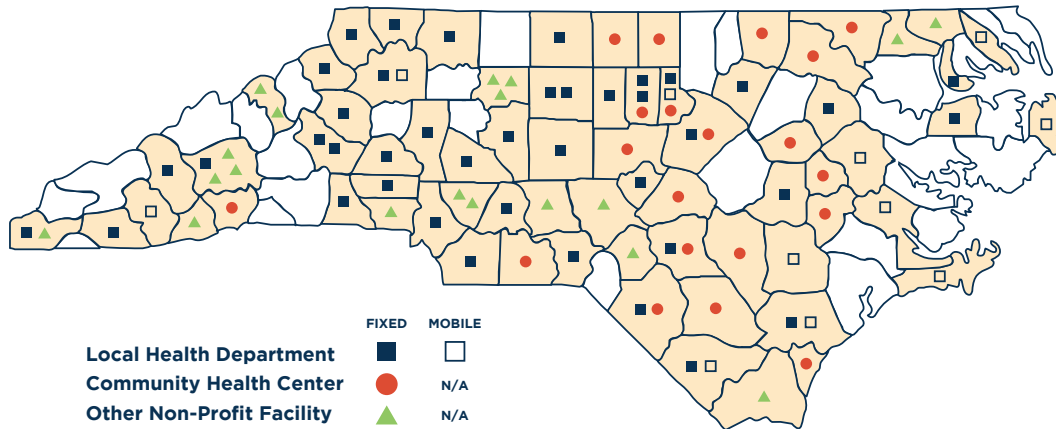 FIXED MOBILE
Local Health Department
Community Health Center N/A
Other Non-Profit Facility N/A